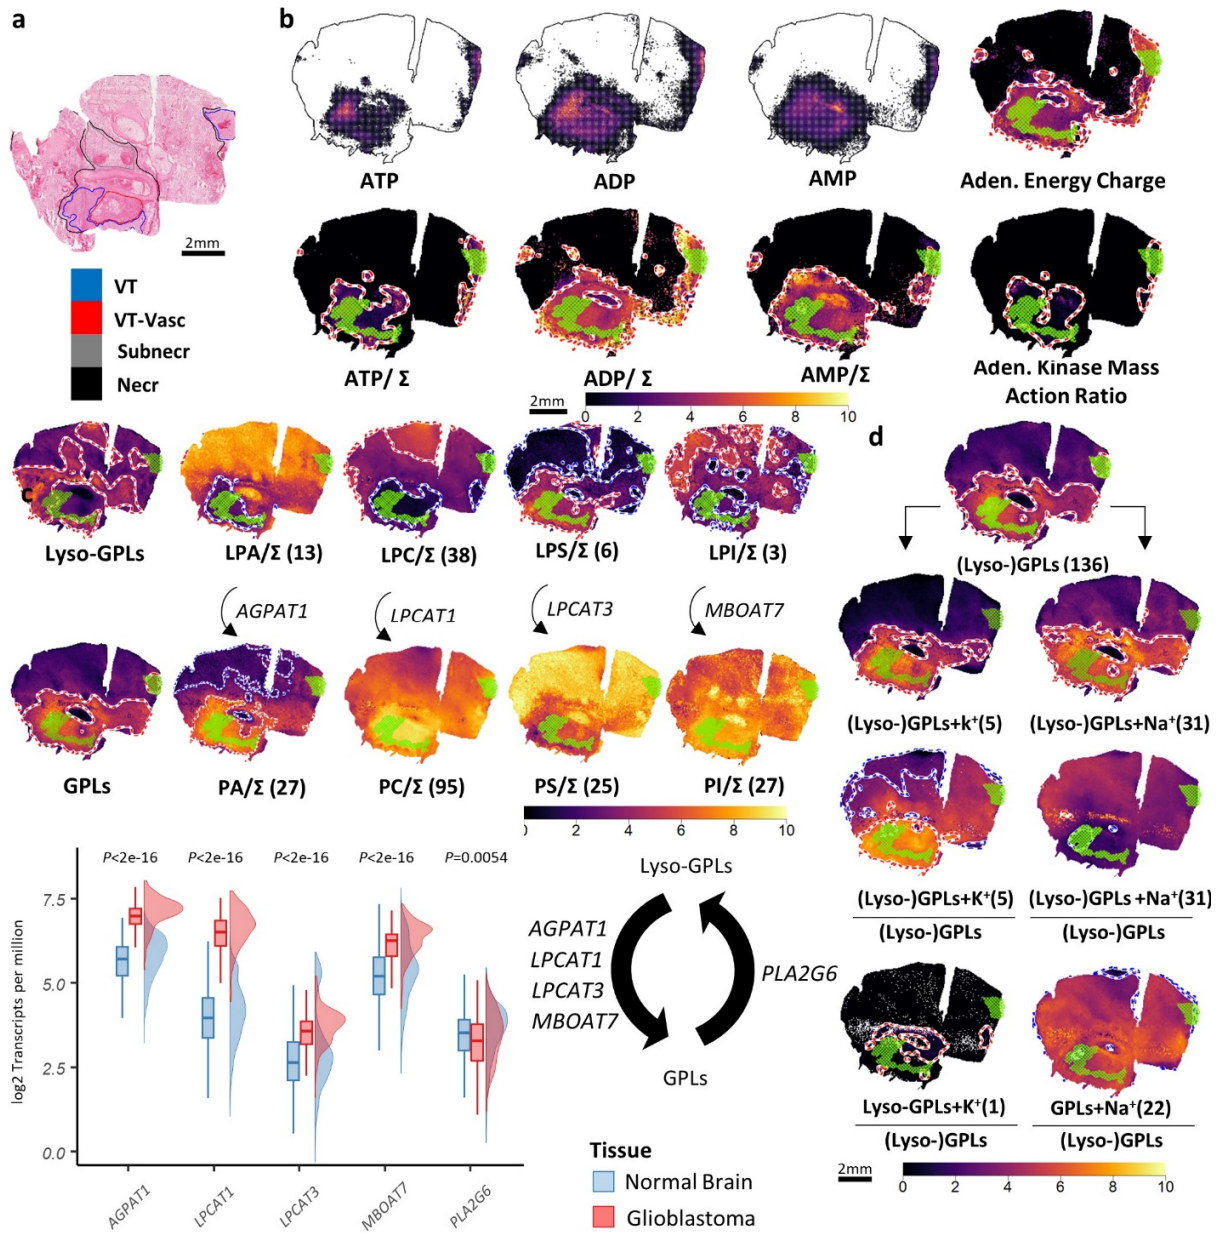 a
2mm
VT
VT-Vasc
Subnecr
Necr
b
ATP
ADP
AMP
Aden. Energy Charge
ATP/ Σ
ADP/ Σ
AMP/Σ
Aden. Kinase Mass
Action Ratio
2mm
0 2 4 6 8 10
c
Lyso-GPLs
LPA/Σ (13)
LPC/Σ (38)
LPS/Σ (6)
LPI/Σ (3)
AGPAT1
LPCAT1
LPCAT3
MBOAT7
GPLs
PA/Σ (27)
PC/Σ (95)
PS/Σ (25)
PI/Σ (27)
0 2 4 6 8 10
P<2e-16
P<2e-16
P<2e-16
P<2e-16
P=0.0054
log2 Transcripts per million
7.5
5.0
2.5
0.0
AGPAT1
LPCAT1
LPCAT3
MBOAT7
PLA2G6
Lyso-GPLs
AGPAT1
LPCAT1
LPCAT3
MBOAT7
PLA2G6
GPLs
Tissue
Normal Brain
Glioblastoma
d
(Lyso-)GPLs (136)
(Lyso-)GPLs+k⁺(5)
(Lyso-)GPLs+Na⁺(31)
(Lyso-)GPLs+K⁺(5)
(Lyso-)GPLs
(Lyso-)GPLs +Na⁺(31)
(Lyso-)GPLs
Lyso-GPLs+K⁺(1)
(Lyso-)GPLs
GPLs+Na⁺(22)
(Lyso-)GPLs
2mm
0 2 4 6 8 10